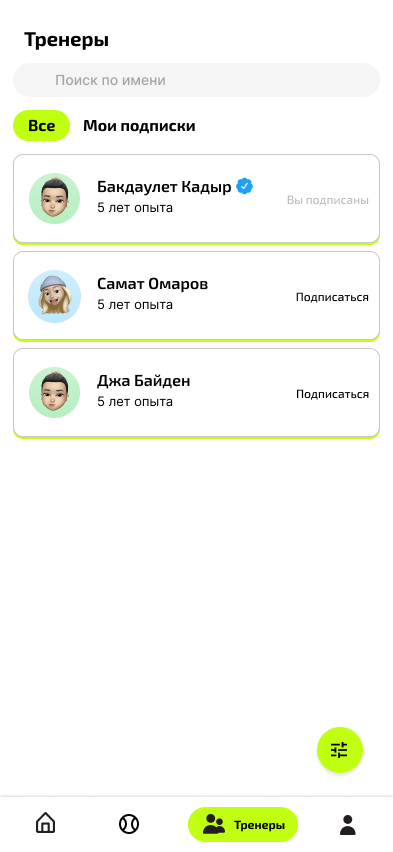 Тренеры
Поиск по имени
Все Мои подписки
Бакдаулет Кадыр
5 лет опыта
Вы подписаны
Самат Омаров
5 лет опыта
Подписаться
Джа Байден
5 лет опыта
Подписаться
Тренеры